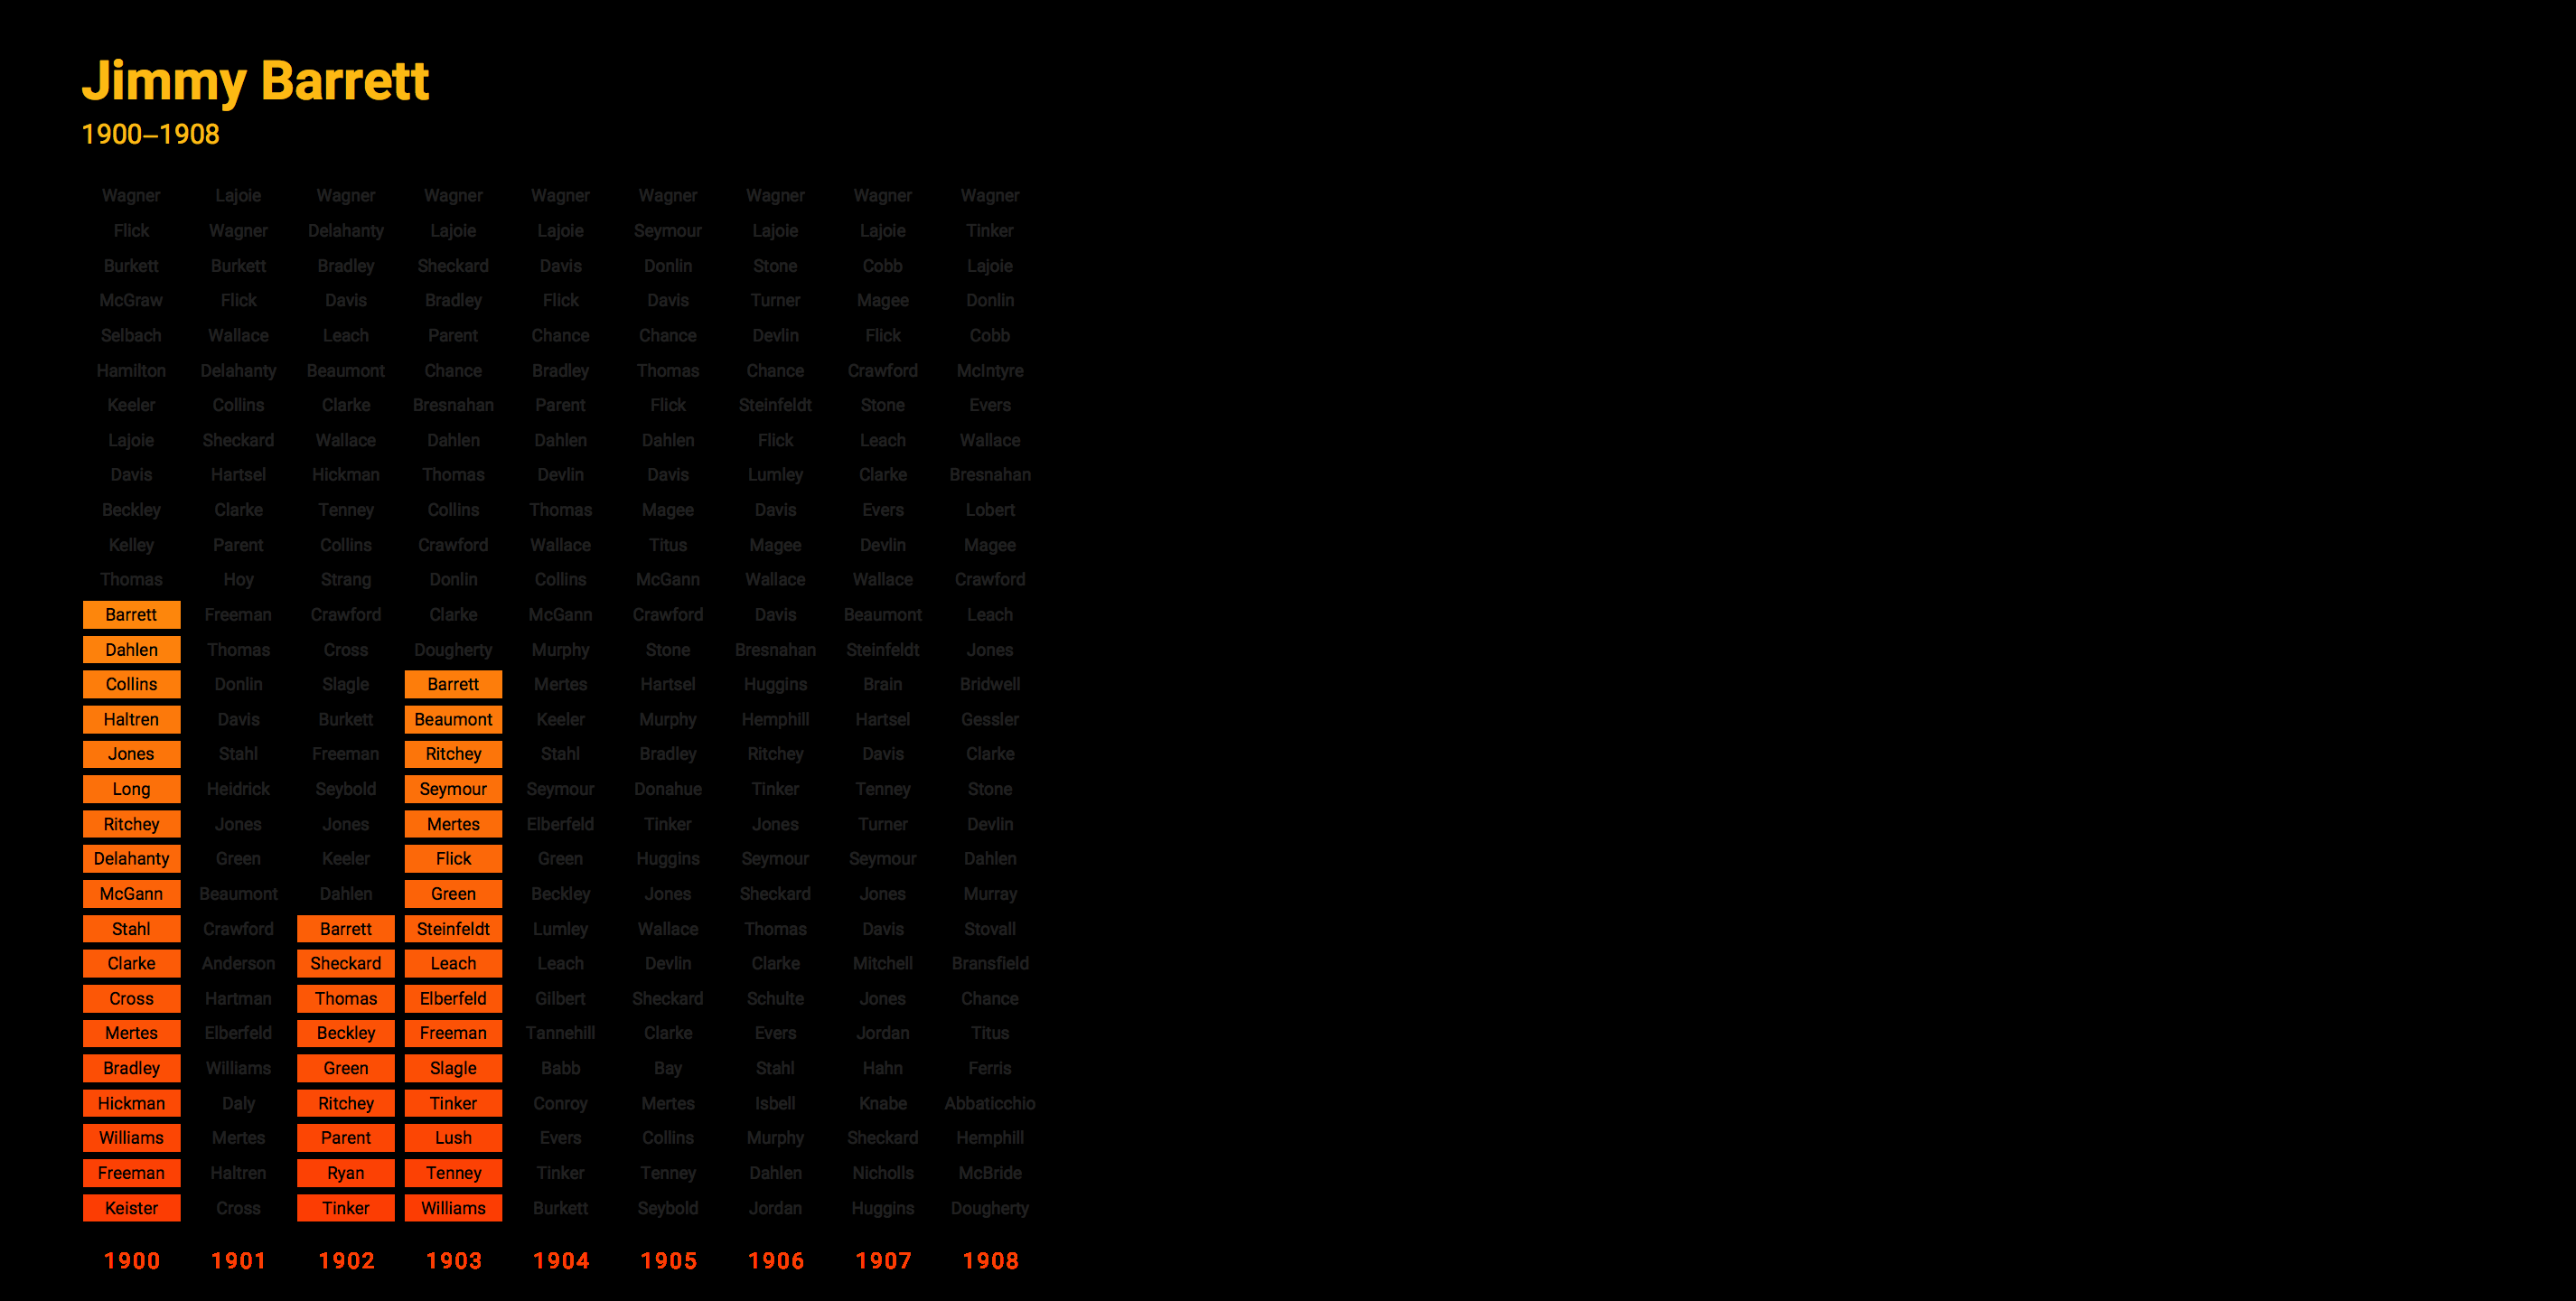 Jimmy Barrett
1900–1908
Wagner Lajoie Wagner Wagner Wagner Wagner Wagner Wagner Wagner
Flick Wagner Delahanty Lajoie Lajoie Seymour Lajoie Lajoie Tinker
Burkett Burkett Bradley Sheckard Davis Donlin Stone Cobb Lajoie
McGraw Flick Davis Bradley Flick Davis Turner Magee Donlin
Selbach Wallace Leach Parent Chance Chance Devlin Flick Cobb
Hamilton Delahanty Beaumont Chance Bradley Thomas Chance Crawford McIntyre
Keeler Collins Clarke Bresnahan Parent Flick Steinfeldt Stone Evers
Lajoie Sheckard Wallace Dahlen Dahlen Dahlen Flick Leach Wallace
Davis Hartsel Hickman Thomas Devlin Davis Lumley Clarke Bresnahan
Beckley Clarke Tenney Collins Thomas Magee Davis Evers Lobert
Kelley Parent Collins Crawford Wallace Titus Magee Devlin Magee
Thomas Hoy Strang Donlin Collins McGann Wallace Wallace Crawford
Barrett Freeman Crawford Clarke McGann Crawford Davis Beaumont Leach
Dahlen Thomas Cross Dougherty Murphy Stone Bresnahan Steinfeldt Jones
Collins Donlin Slagle Barrett Mertes Hartsel Huggins Brain Bridwell
Haltren Davis Burkett Beaumont Keeler Murphy Hemphill Hartsel Gessler
Jones Stahl Freeman Ritchey Stahl Bradley Ritchey Davis Clarke
Long Heidrick Seybold Seymour Seymour Donahue Tinker Tenney Stone
Ritchey Jones Jones Mertes Elberfeld Tinker Jones Turner Devlin
Delahanty Green Keeler Flick Green Huggins Seymour Seymour Dahlen
McGann Beaumont Dahlen Green Beckley Jones Sheckard Jones Murray
Stahl Crawford Barrett Steinfeldt Lumley Wallace Thomas Davis Stovall
Clarke Anderson Sheckard Leach Leach Devlin Clarke Mitchell Bransfield
Cross Hartman Thomas Elberfeld Gilbert Sheckard Schulte Jones Chance
Mertes Elberfeld Beckley Freeman Tannehill Clarke Evers Jordan Titus
Bradley Williams Green Slagle Babb Bay Stahl Hahn Ferris
Hickman Daly Ritchey Tinker Conroy Mertes Isbell Knabe Abbaticchio
Williams Mertes Parent Lush Evers Collins Murphy Sheckard Hemphill
Freeman Haltren Ryan Tenney Tinker Tenney Dahlen Nicholls McBride
Keister Cross Tinker Williams Burkett Seybold Jordan Huggins Dougherty
1900 1901 1902 1903 1904 1905 1906 1907 1908